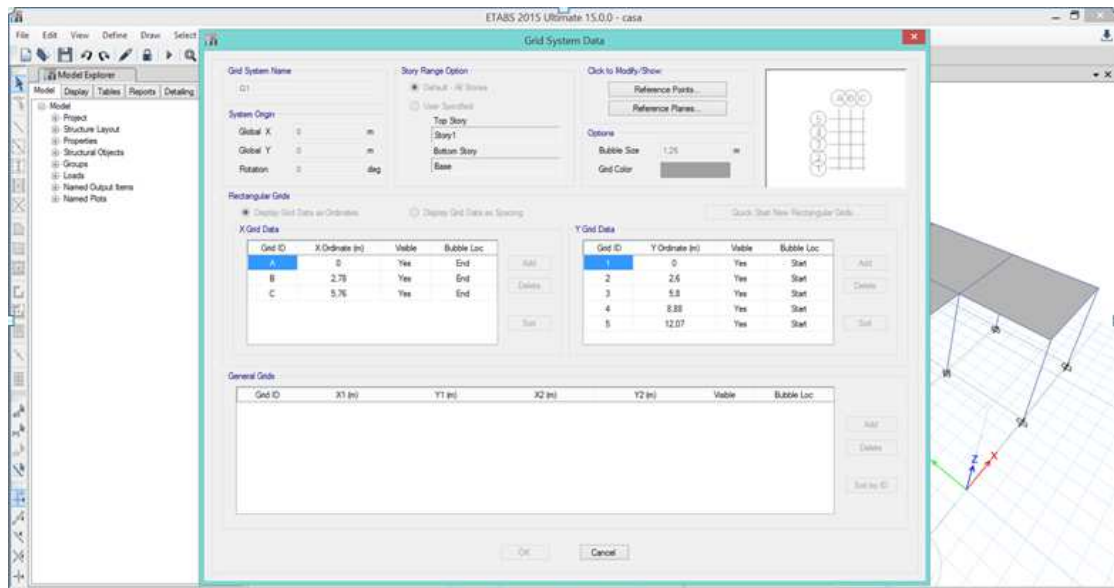 ETABS 2015 Ultimate 15.0.0 - casa
File Edit View Define Draw Select
Grid System Data
Model Explorer
Model Display Tables Reports Detailing
Model
Project
Structure Layout
Properties
Structural Objects
Groups
Loads
Named Output Items
Named Plots
Grid System Name
G1
System Origin
Global X 0 m
Global Y 0 m
Rotation 0 deg
Story Range Option
Default - All Stories
User Specified
Top Story
Story1
Bottom Story
Base
Click to Modify/Show:
Reference Points...
Reference Planes...
Options
Bubble Size 1,25 m
Grid Color
A B C
5
4
3
2
1
Rectangular Grids
Display Grid Data as Ordinates
Display Grid Data as Spacing
Quick Start New Rectangular Grids...
X Grid Data
Grid ID X Ordinate (m) Visible Bubble Loc
A 0 Yes End
B 2,78 Yes End
C 5,76 Yes End
Add
Delete
Sort
Y Grid Data
Grid ID Y Ordinate (m) Visible Bubble Loc
1 0 Yes Start
2 2,6 Yes Start
3 5,8 Yes Start
4 8,88 Yes Start
5 12,07 Yes Start
Add
Delete
Sort
General Grids
Grid ID X1 (m) Y1 (m) X2 (m) Y2 (m) Visible Bubble Loc
Add
Delete
Sort by ID
OK
Cancel
Z
X